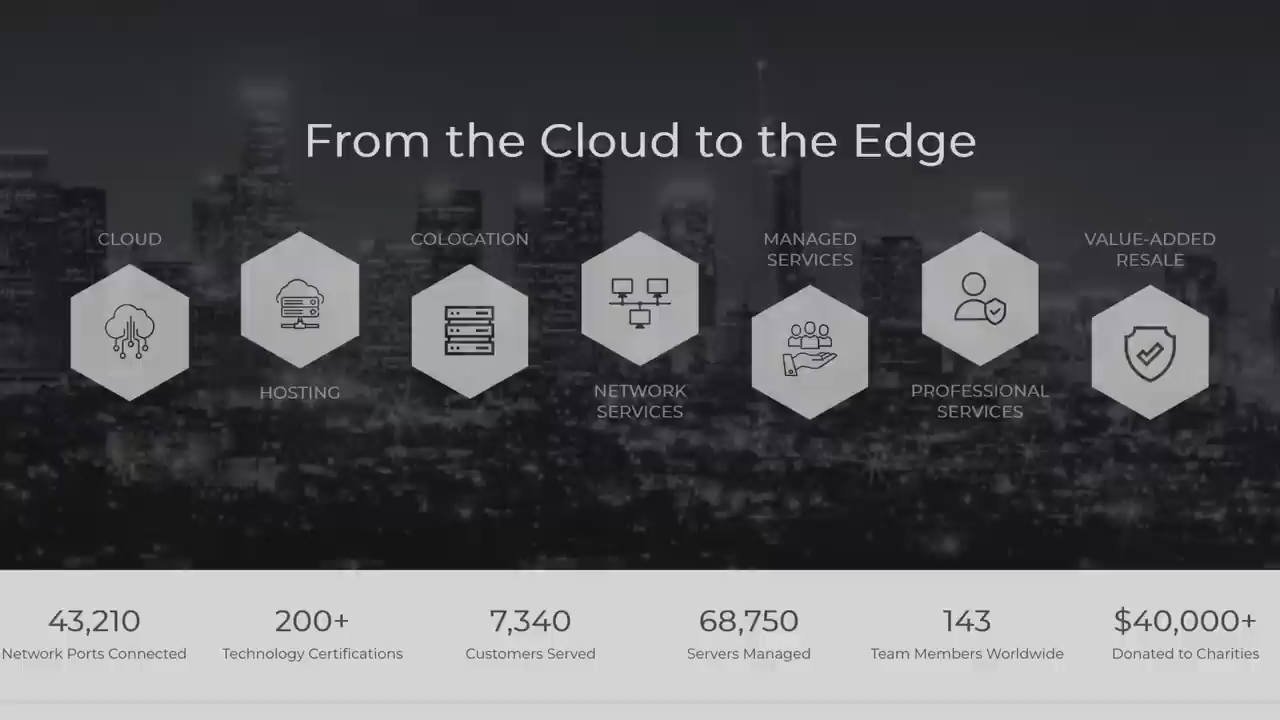 From the Cloud to the Edge
CLOUD
HOSTING
COLOCATION
NETWORK
SERVICES
MANAGED
SERVICES
PROFESSIONAL
SERVICES
VALUE-ADDED
RESALE
43,210
Network Ports Connected
200+
Technology Certifications
7,340
Customers Served
68,750
Servers Managed
143
Team Members Worldwide
$40,000+
Donated to Charities